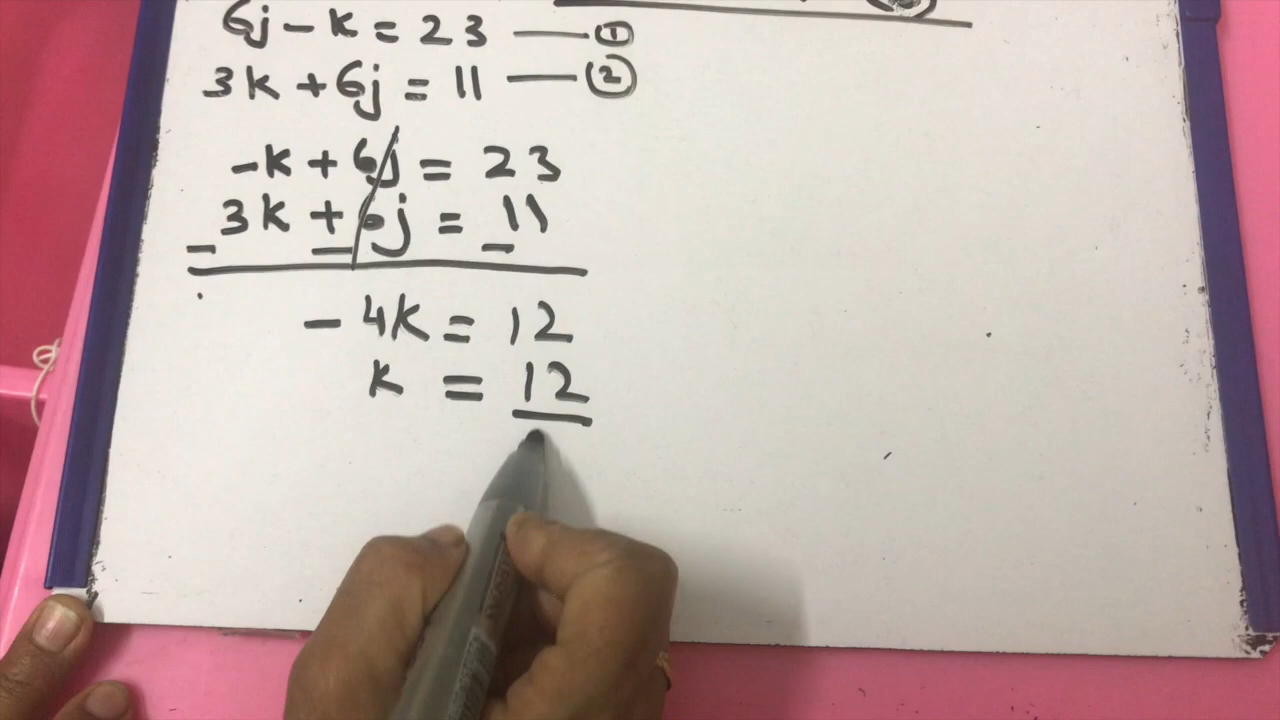 6j - k = 23 — ①
3k + 6j = 11 — ②
-k + 6j = 23
3k + 6j = 11
- - -
- 4k = 12
k = 12